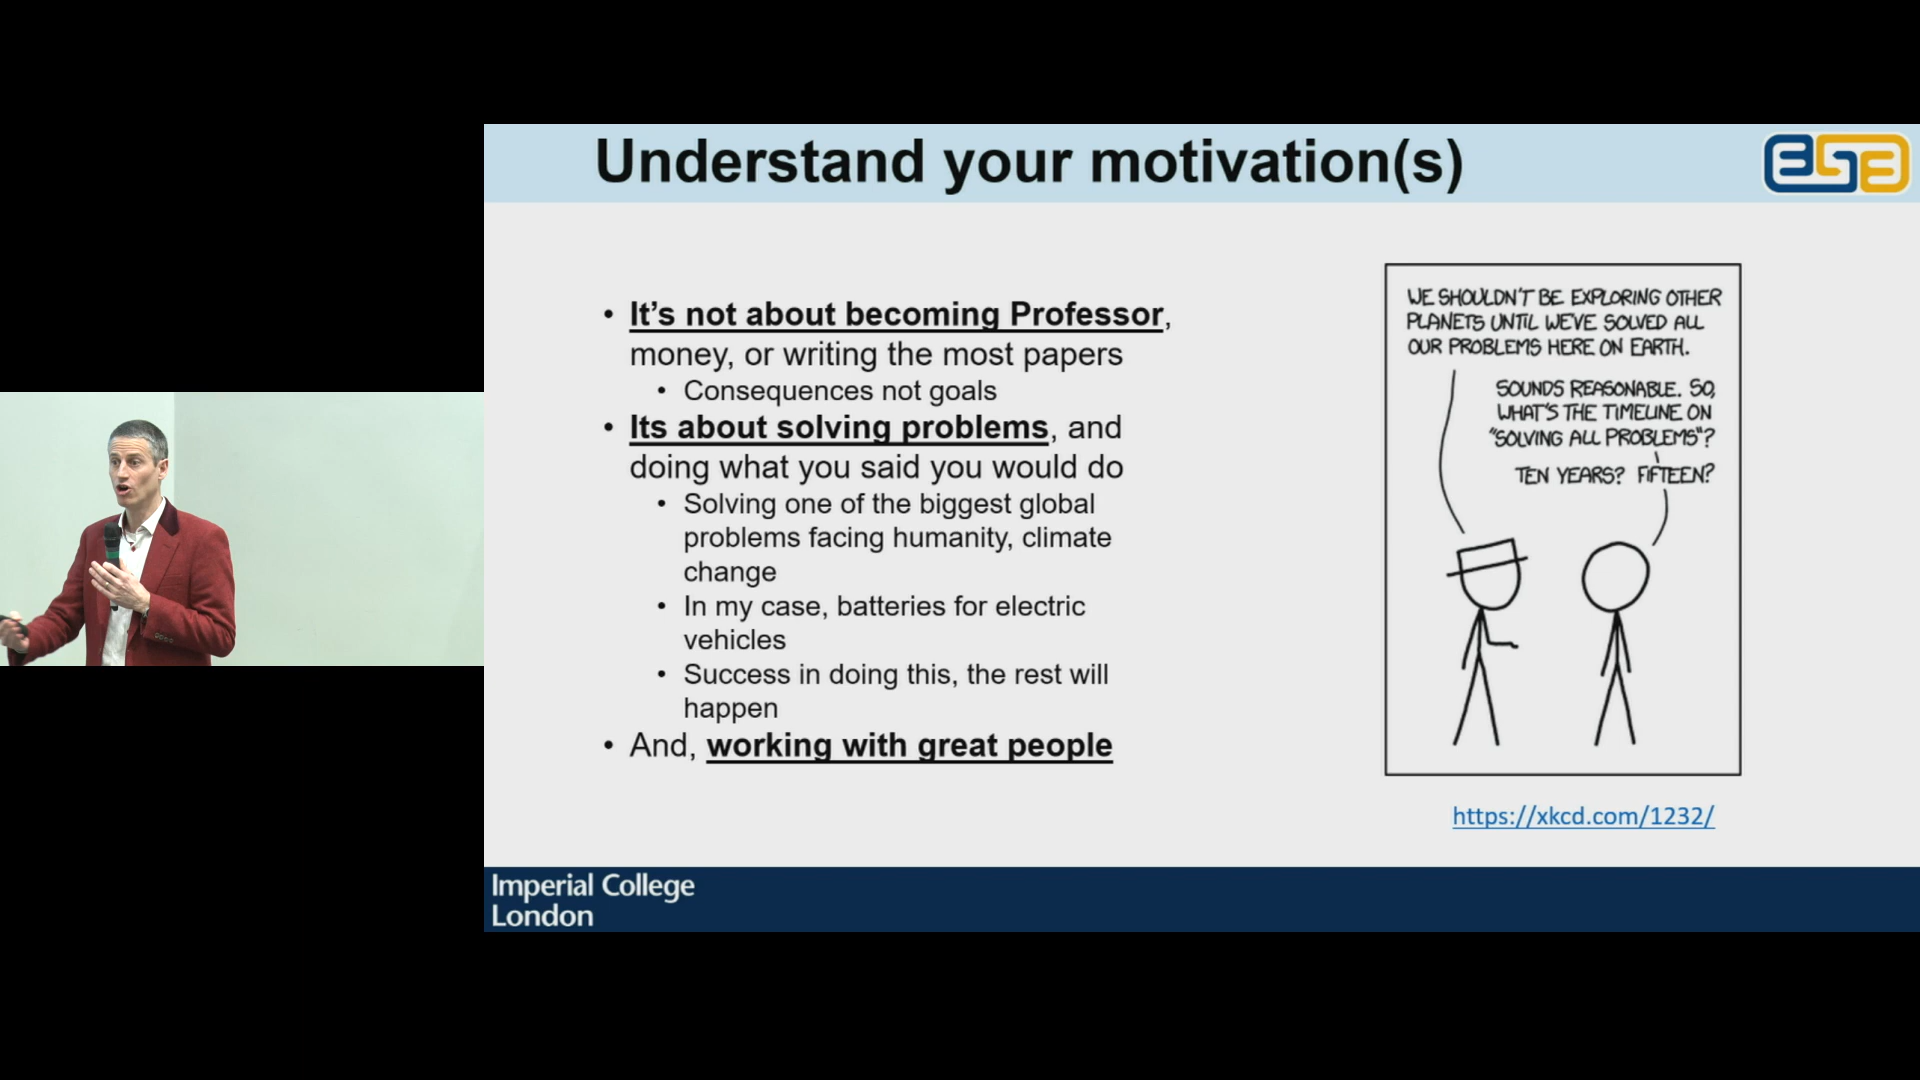 Understand your motivation(s)
• It's not about becoming Professor,
money, or writing the most papers
• Consequences not goals
• Its about solving problems, and
doing what you said you would do
• Solving one of the biggest global
problems facing humanity, climate
change
• In my case, batteries for electric
vehicles
• Success in doing this, the rest will
happen
• And, working with great people
WE SHOULDN'T BE EXPLORING OTHER
PLANETS UNTIL WE'VE SOLVED ALL
OUR PROBLEMS HERE ON EARTH.
SOUNDS REASONABLE. SO,
WHAT'S THE TIMELINE ON
"SOLVING ALL PROBLEMS"?
TEN YEARS? FIFTEEN?
https://xkcd.com/1232/
Imperial College
London